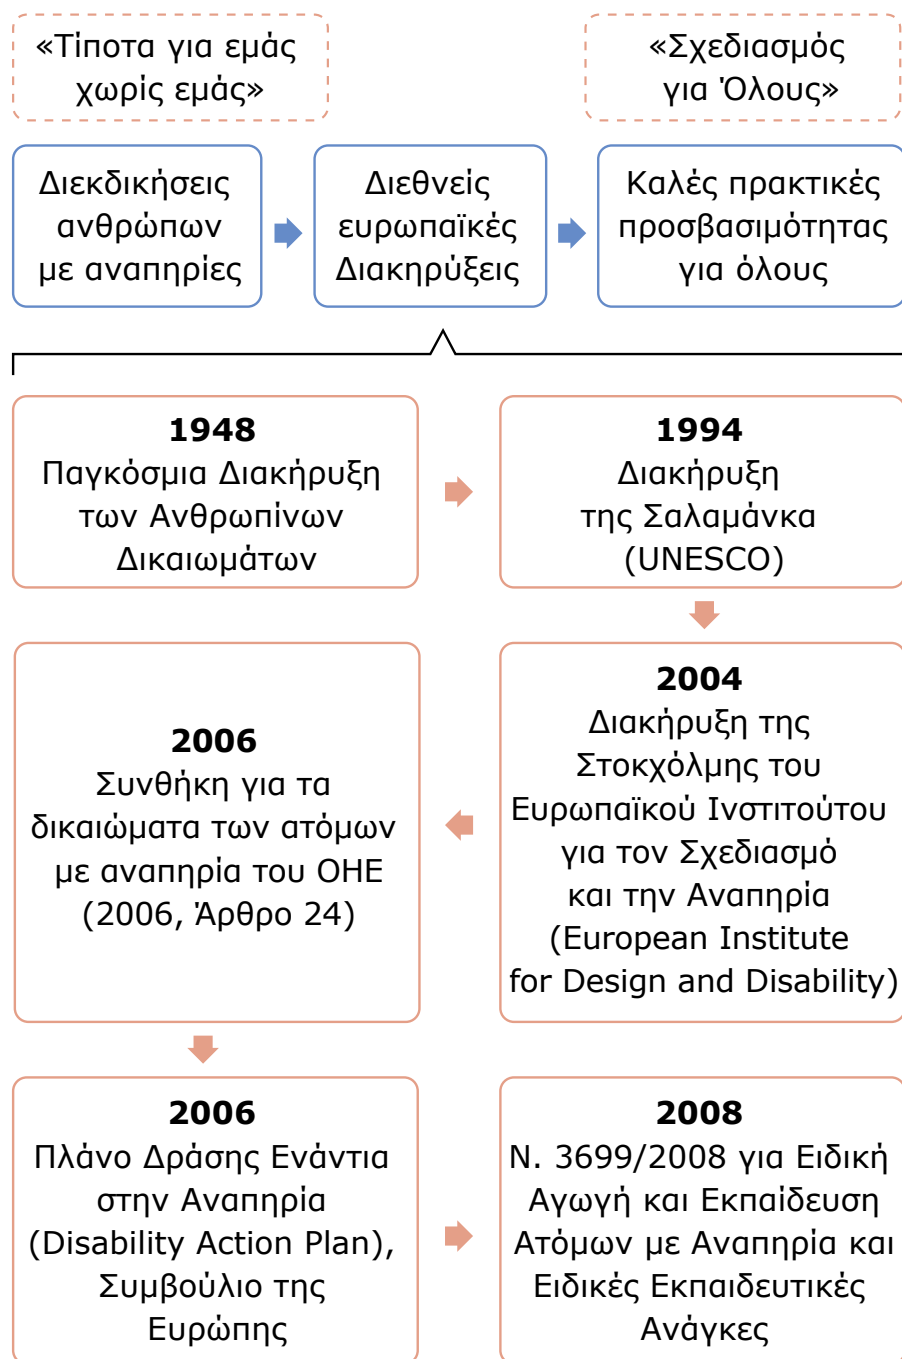 «Τίποτα για εμάς
χωρίς εμάς»
«Σχεδιασμός
για Όλους»
Διεκδικήσεις
ανθρώπων
με αναπηρίες
Διεθνείς
ευρωπαϊκές
Διακηρύξεις
Καλές πρακτικές
προσβασιμότητας
για όλους
1948
Παγκόσμια Διακήρυξη
των Ανθρωπίνων
Δικαιωμάτων
1994
Διακήρυξη
της Σαλαμάνκα
(UNESCO)
2004
Διακήρυξη της
Στοκχόλμης του
Ευρωπαϊκού Ινστιτούτου
για τον Σχεδιασμό
και την Αναπηρία
(European Institute
for Design and Disability)
2006
Συνθήκη για τα
δικαιώματα των ατόμων
με αναπηρία του ΟΗΕ
(2006, Άρθρο 24)
2006
Πλάνο Δράσης Ενάντια
στην Αναπηρία
(Disability Action Plan),
Συμβούλιο της
Ευρώπης
2008
Ν. 3699/2008 για Ειδική
Αγωγή και Εκπαίδευση
Ατόμων με Αναπηρία και
Ειδικές Εκπαιδευτικές
Ανάγκες